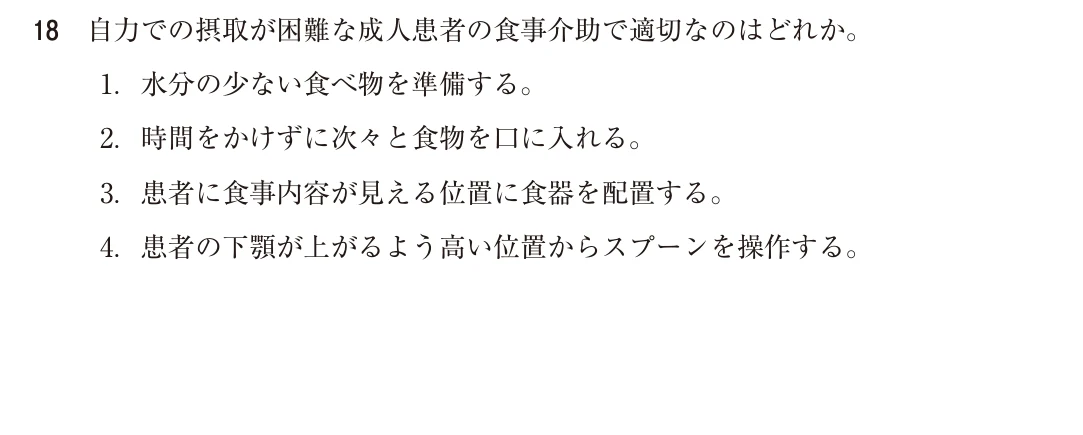 18 自力での摂取が困難な成人患者の食事介助で適切なのはどれか。
1. 水分の少ない食べ物を準備する。
2. 時間をかけずに次々と食物を口に入れる。
3. 患者に食事内容が見える位置に食器を配置する。
4. 患者の下顎が上がるよう高い位置からスプーンを操作する。